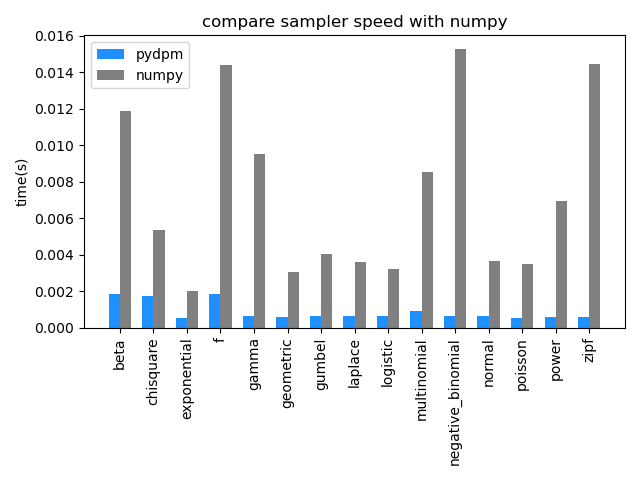 compare sampler speed with numpy
pydpm
numpy
time(s)
0.016
0.014
0.012
0.010
0.008
0.006
0.004
0.002
0.000
beta
chisquare
exponential
f
gamma
geometric
gumbel
laplace
logistic
multinomial
negative_binomial
normal
poisson
power
zipf